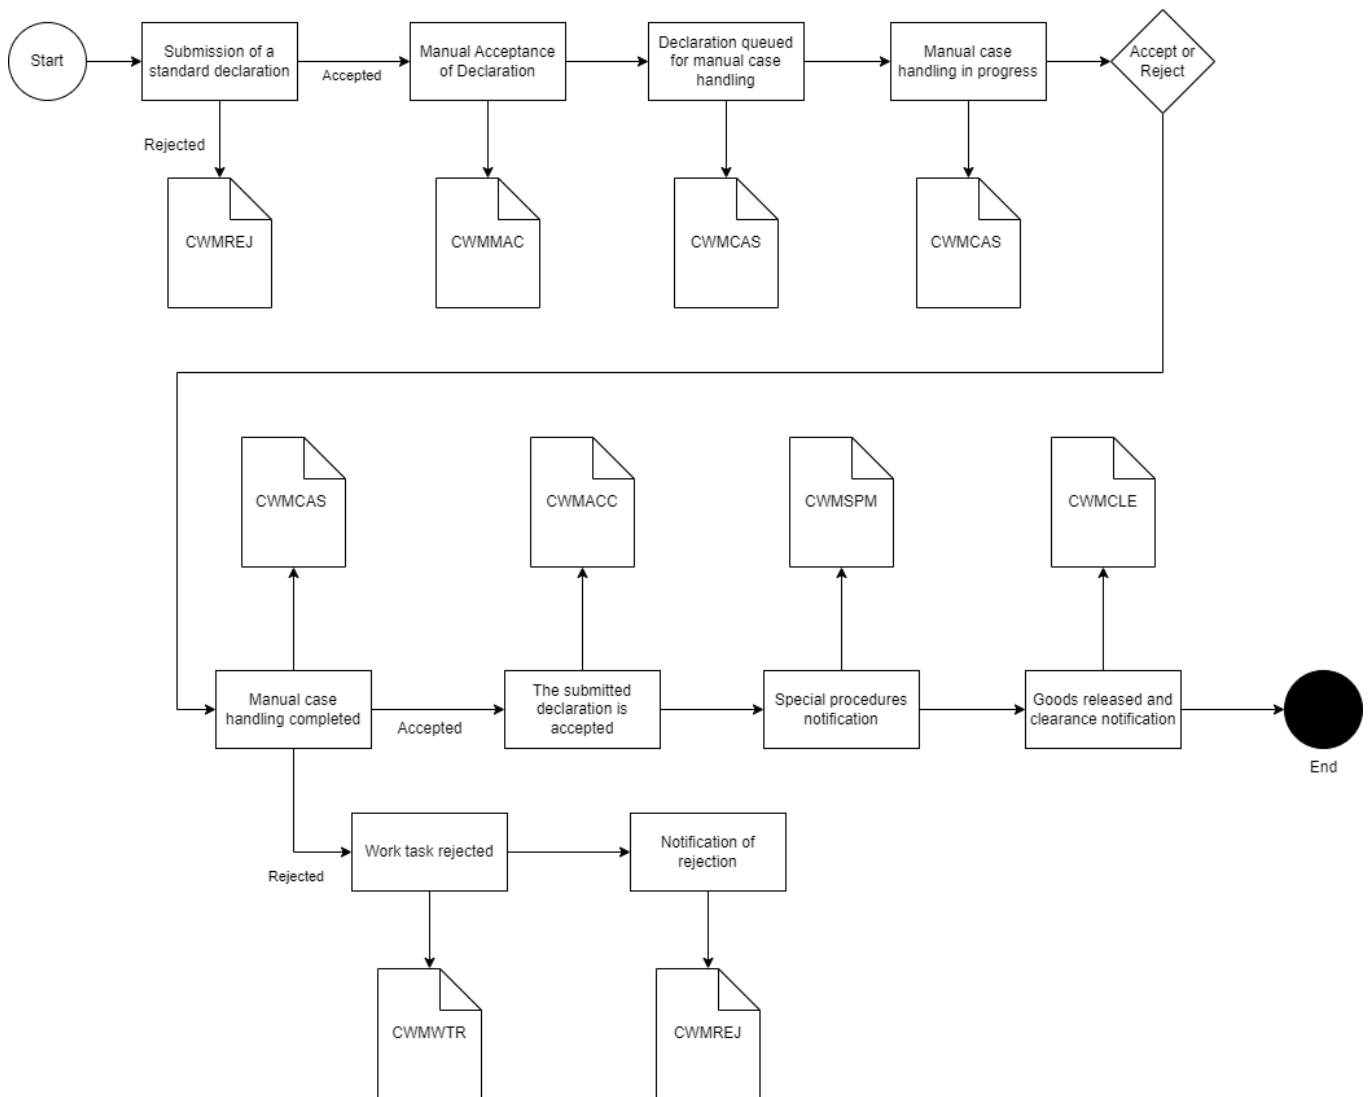 Start
Submission of a
standard declaration
Accepted
Manual Acceptance
of Declaration
Declaration queued
for manual case
handling
Manual case
handling in progress
Accept or
Reject
Rejected
CWMREJ
CWMMAC
CWMCAS
CWMCAS
CWMCAS
CWMACC
CWMSPM
CWMCLE
Manual case
handling completed
Accepted
The submitted
declaration is
accepted
Special procedures
notification
Goods released and
clearance notification
End
Rejected
Work task rejected
Notification of
rejection
CWMWTR
CWMREJ